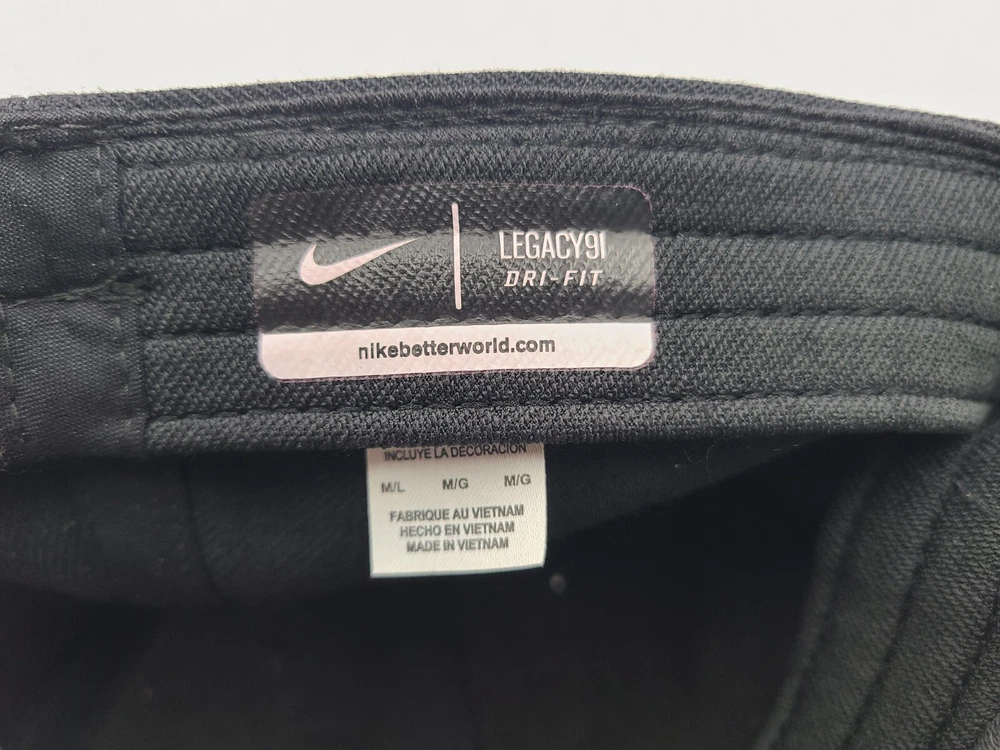 LEGACY91
DRI-FIT
nikebetterworld.com
INCLUYE LA DECORACION
M/L M/G M/G
FABRIQUE AU VIETNAM
HECHO EN VIETNAM
MADE IN VIETNAM